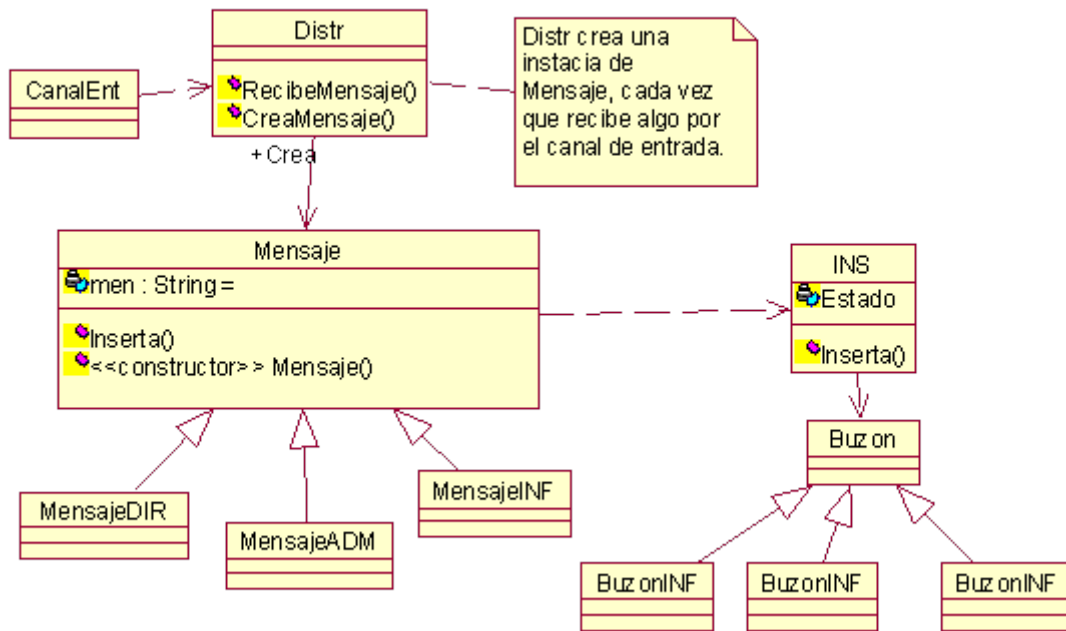 Distr
RecibeMensaje()
CreaMensaje()
CanalEnt
Distr crea una
instacia de
Mensaje, cada vez
que recibe algo por
el canal de entrada.
+ Crea
Mensaje
men : String =
Inserta()
<<constructor>> Mensaje()
INS
Estado
Inserta()
Buzon
MensajeDIR
MensajeADM
MensajeINF
BuzonINF
BuzonINF
BuzonINF